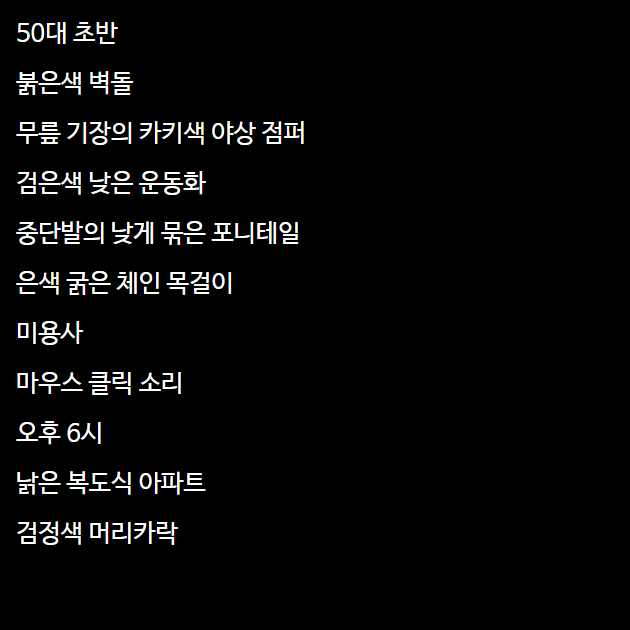 50대 초반
붉은색 벽돌
무릎 기장의 카키색 야상 점퍼
검은색 낮은 운동화
중단발의 낮게 묶은 포니테일
은색 굵은 체인 목걸이
미용사
마우스 클릭 소리
오후 6시
낡은 복도식 아파트
검정색 머리카락